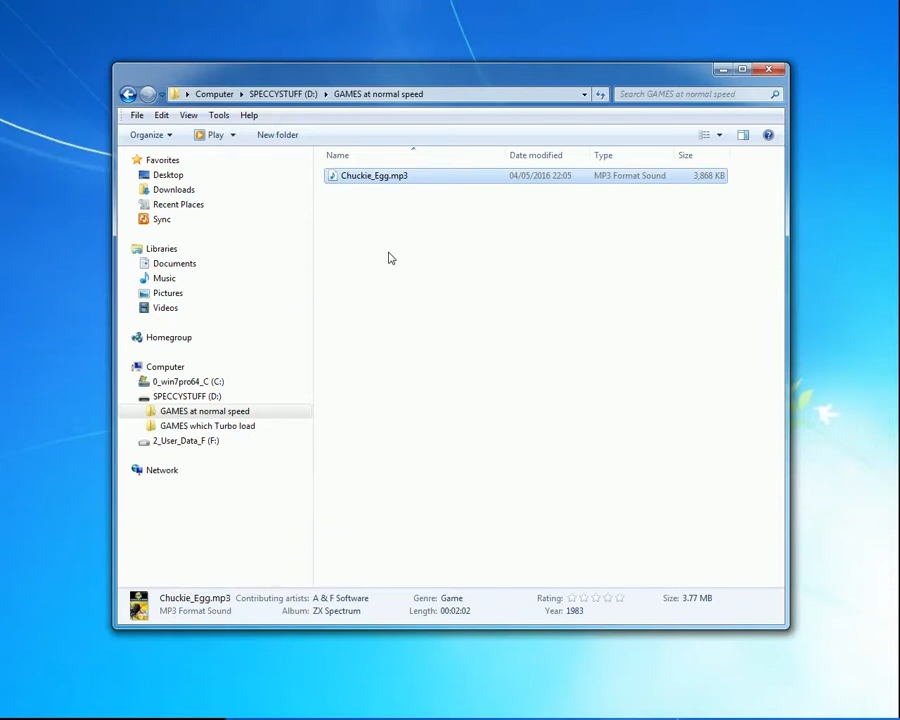 Computer SPECCYSTUFF (D:) GAMES at normal speed Search GAMES at normal speed
File Edit View Tools Help
Organize Play New folder
Favorites
Desktop
Downloads
Recent Places
Sync
Libraries
Documents
Music
Pictures
Videos
Homegroup
Computer
0_win7pro64_C (C:)
SPECCYSTUFF (D:)
GAMES at normal speed
GAMES which Turbo load
2_User_Data_F (F:)
Network
Name Date modified Type Size
Chuckie_Egg.mp3 04/05/2016 22:05 MP3 Format Sound 3,868 KB
Chuckie_Egg.mp3 Contributing artists: A & F Software Genre: Game Rating: Size: 3.77 MB
MP3 Format Sound Album: ZX Spectrum Length: 00:02:02 Year: 1983